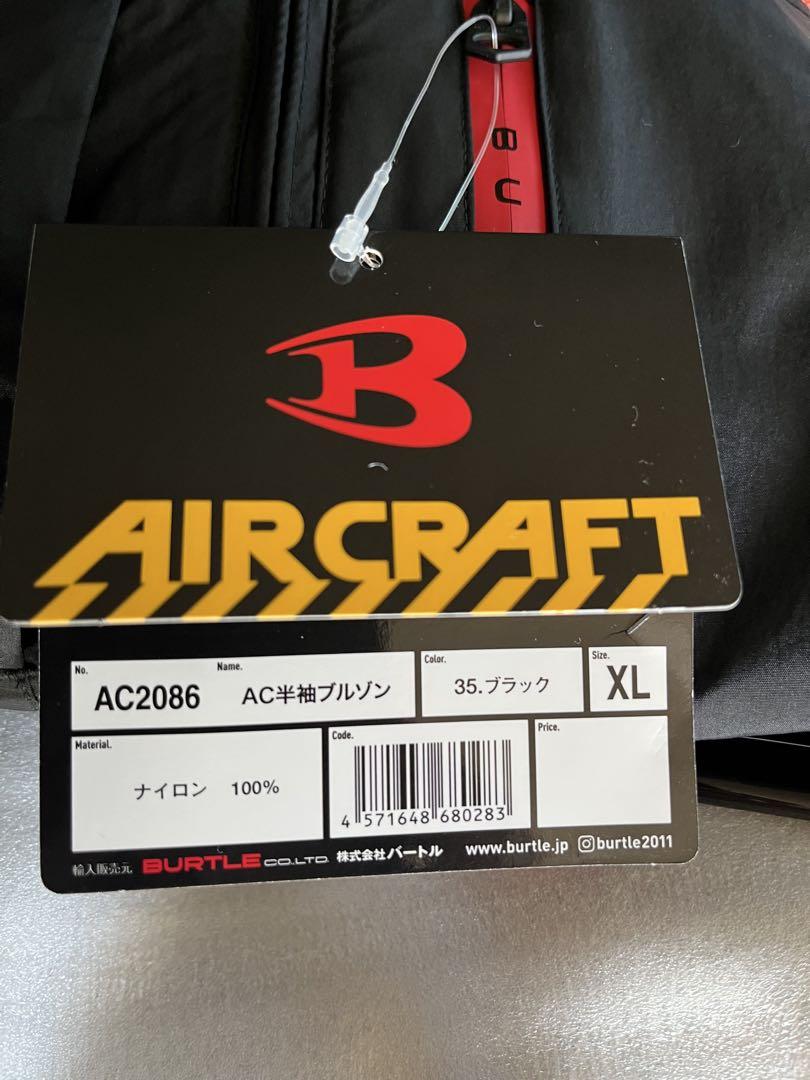 BU
B
AIRCRAFT
No. Name. Color. Size.
AC2086 AC半袖ブルゾン 35.ブラック XL
Material. Code. Price.
ナイロン 100%
4 571648 680283
輸入販売元 BURTLE CO.LTD. 株式会社バートル www.burtle.jp burtle2011